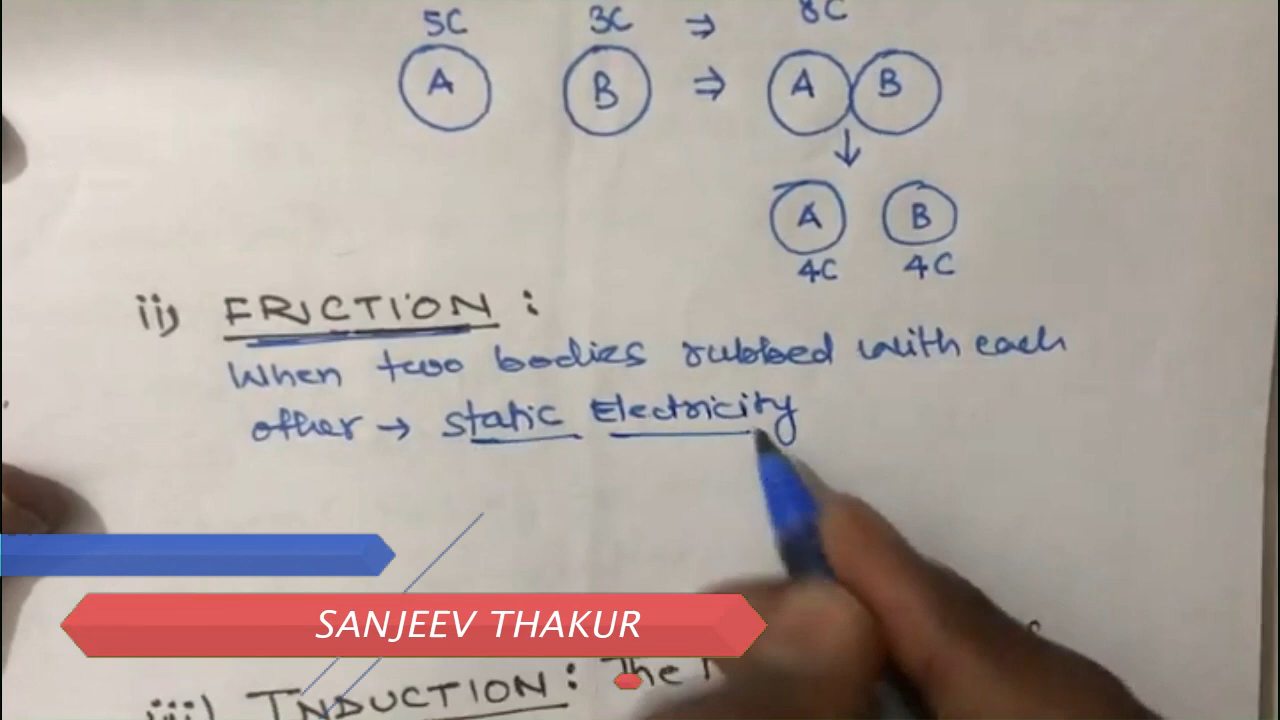 5C 3C ⇒ 8C
A B ⇒ A B
↓
A B
4C 4C
ii) FRICTION :
When two bodies rubbed with each
other → static Electricity
SANJEEV THAKUR
iii) INDUCTION : The